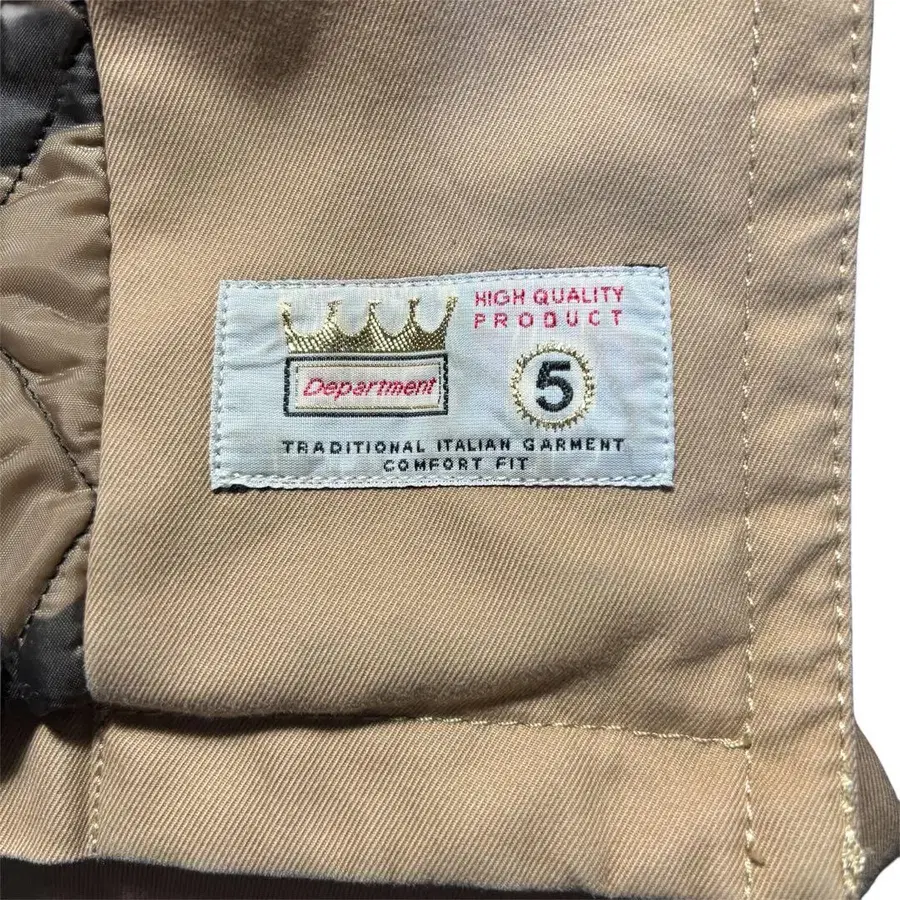 HIGH QUALITY
PRODUCT
Department
5
TRADITIONAL ITALIAN GARMENT
COMFORT FIT